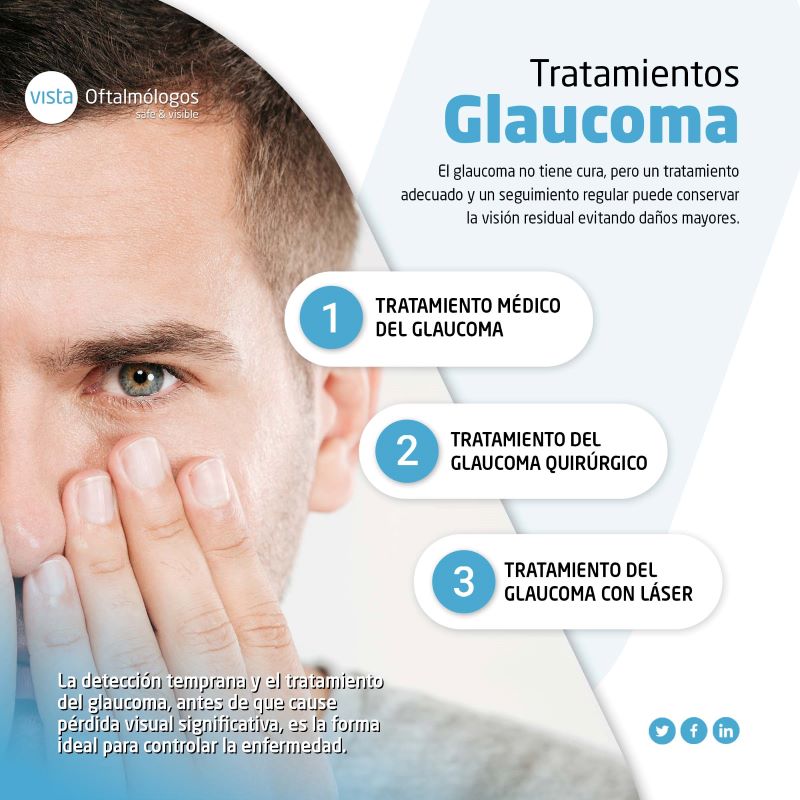 vista Oftalmólogos
safe & visible
Tratamientos
Glaucoma
El glaucoma no tiene cura, pero un tratamiento
adecuado y un seguimiento regular puede conservar
la visión residual evitando daños mayores.
1 TRATAMIENTO MÉDICO
DEL GLAUCOMA
2 TRATAMIENTO DEL
GLAUCOMA QUIRÚRGICO
3 TRATAMIENTO DEL
GLAUCOMA CON LÁSER
La detección temprana y el tratamiento
del glaucoma, antes de que cause
pérdida visual significativa, es la forma
ideal para controlar la enfermedad.